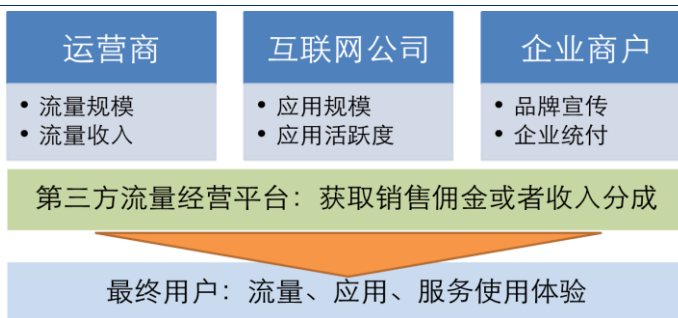 运营商
• 流量规模
• 流量收入
互联网公司
• 应用规模
• 应用活跃度
企业商户
• 品牌宣传
• 企业统付
第三方流量经营平台：获取销售佣金或者收入分成
最终用户：流量、应用、服务使用体验